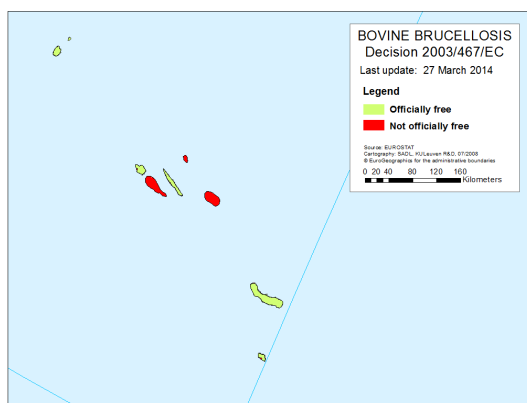 BOVINE BRUCELLOSIS
Decision 2003/467/EC
Last update: 27 March 2014
Legend
Officially free
Not officially free
Source: EUROSTAT
Cartography: SADL, KULeuven R&D, 07/2008
© EuroGeographics for the administrative boundaries
0 20 40 80 120 160
Kilometers